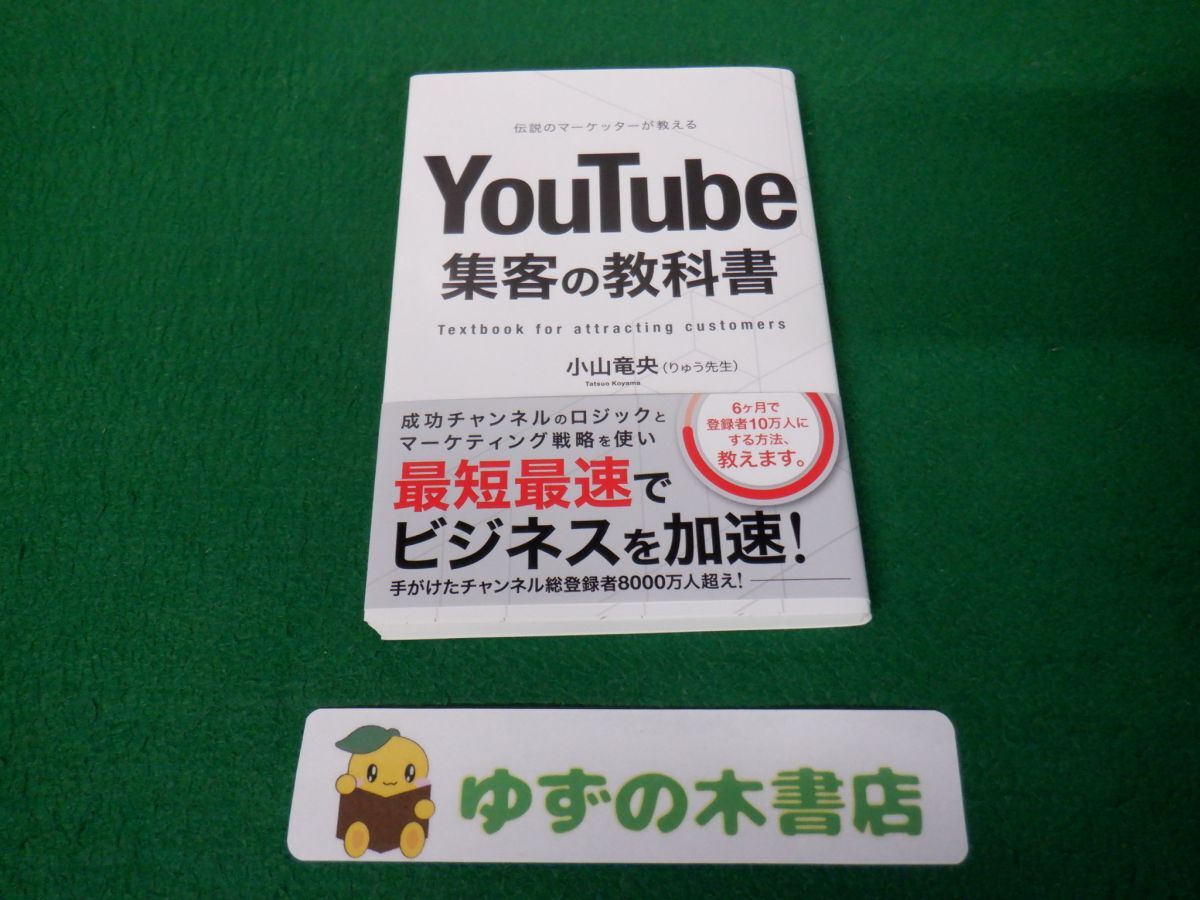 伝説のマーケッターが教える
YouTube
集客の教科書
Textbook for attracting customers
小山竜央(りゅう先生)
Tatsuo Koyama
成功チャンネルのロジックと
マーケティング戦略を使い
最短最速で
ビジネスを加速!
手がけたチャンネル総登録者8000万人超え!
6ヶ月で
登録者10万人に
する方法、
教えます。
ゆずの木書店